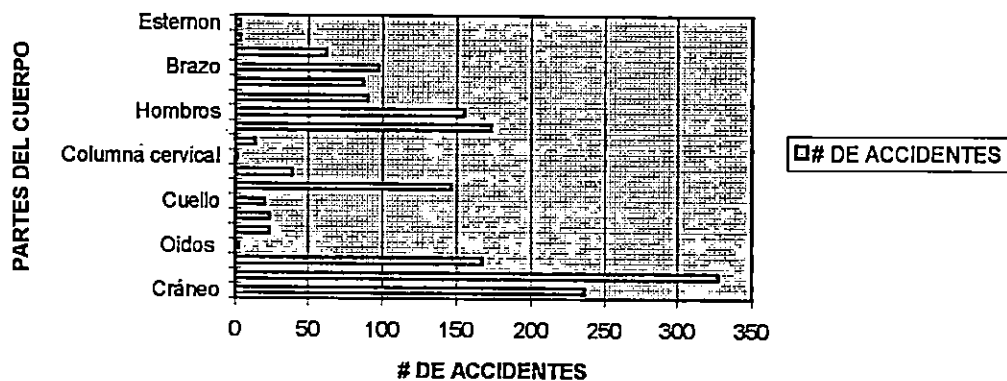 PARTES DEL CUERPO
Esternon
Brazo
Hombros
Columna cervical
Cuello
Oidos
Cráneo
0 50 100 150 200 250 300 350
# DE ACCIDENTES
# DE ACCIDENTES